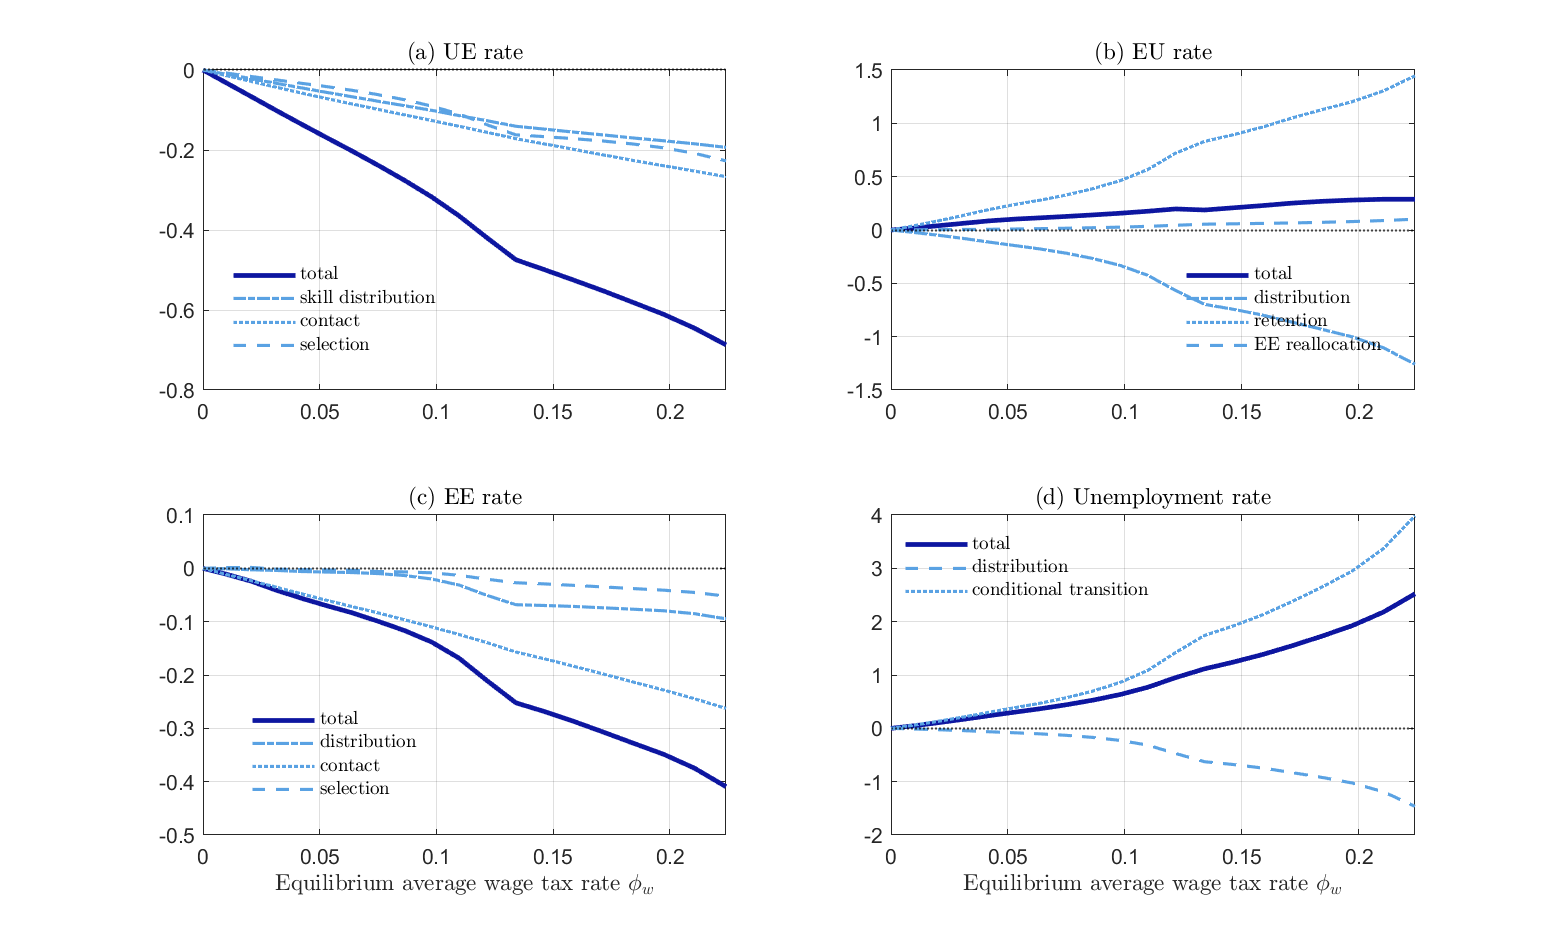 (a) UE rate
0
-0.2
-0.4
-0.6
-0.8
total
skill distribution
contact
selection
0 0.05 0.1 0.15 0.2
(b) EU rate
1.5
1
0.5
0
-0.5
-1
-1.5
total
distribution
retention
EE reallocation
0 0.05 0.1 0.15 0.2
(c) EE rate
0.1
0
-0.1
-0.2
-0.3
-0.4
-0.5
total
distribution
contact
selection
0 0.05 0.1 0.15 0.2
Equilibrium average wage tax rate ϕ_w
(d) Unemployment rate
4
3
2
1
0
-1
-2
total
distribution
conditional transition
0 0.05 0.1 0.15 0.2
Equilibrium average wage tax rate ϕ_w